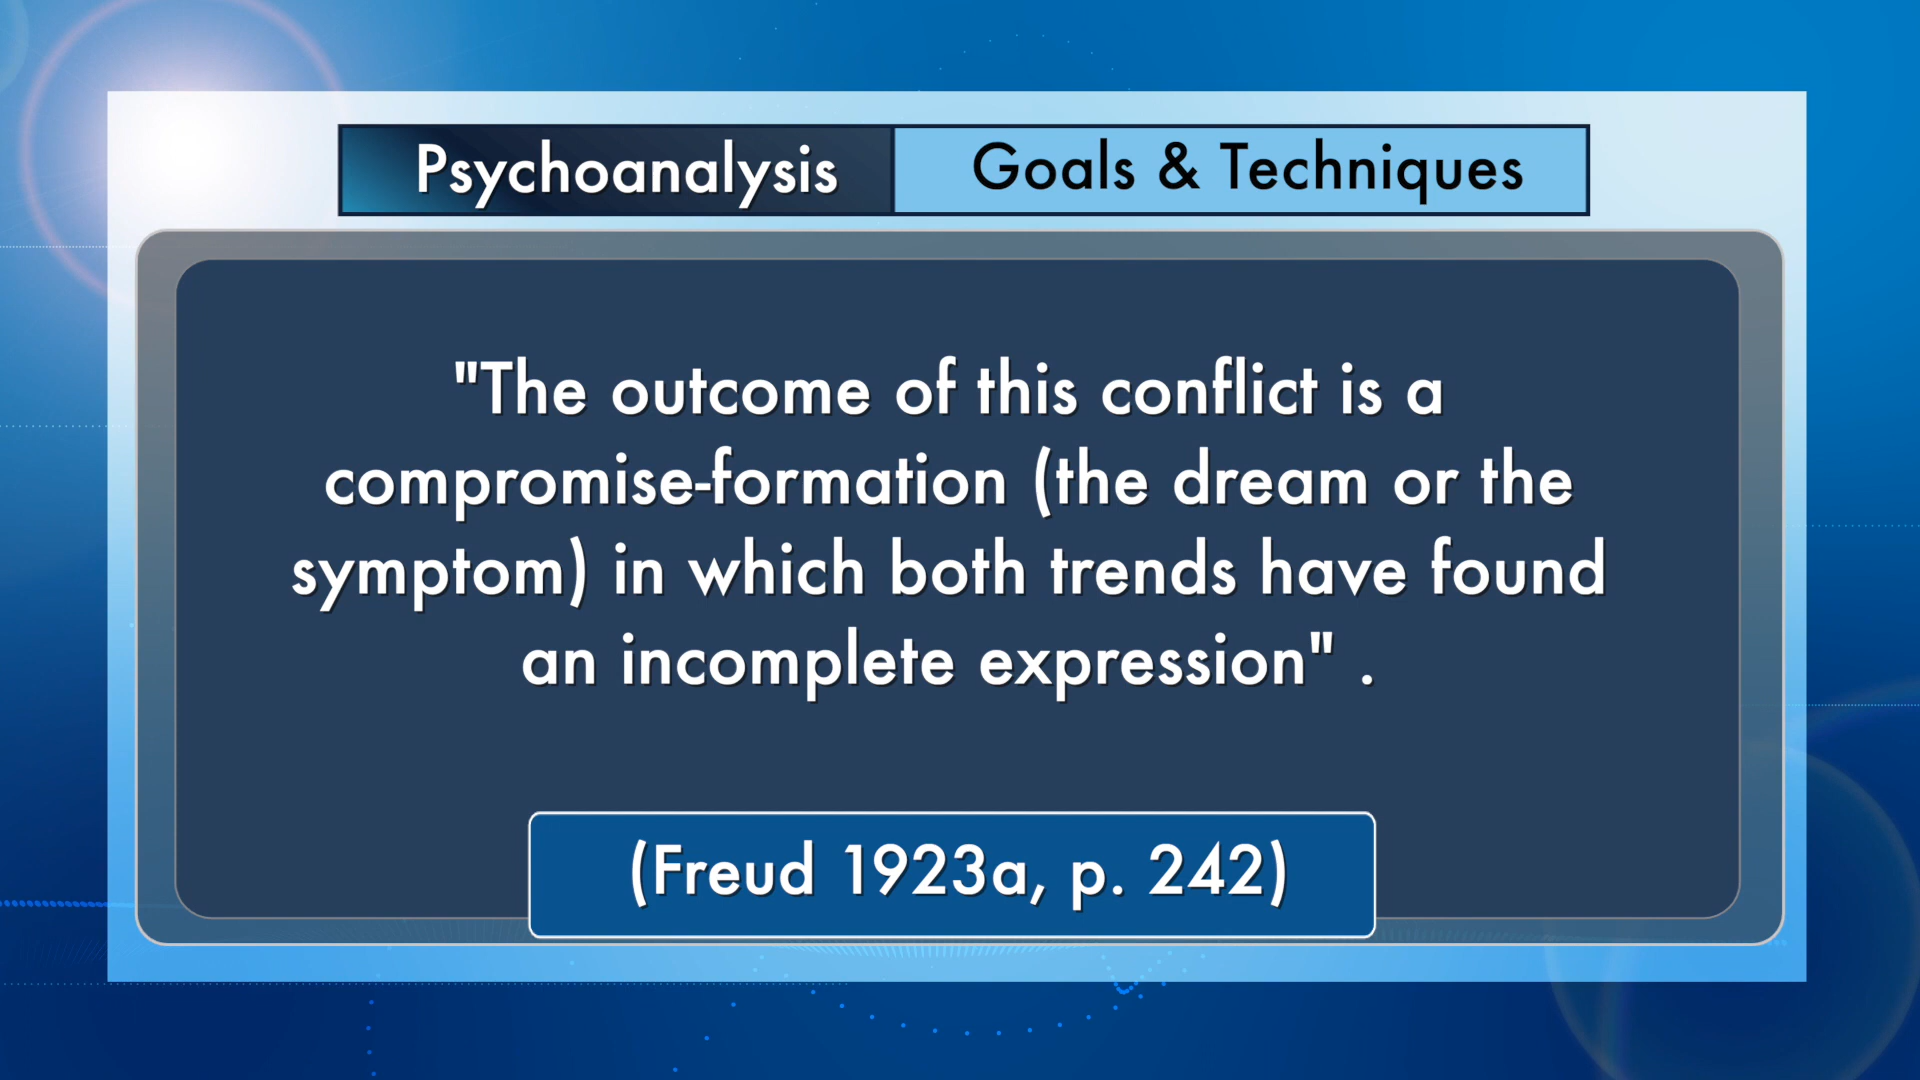 Psychoanalysis Goals & Techniques
"The outcome of this conflict is a
compromise-formation (the dream or the
symptom) in which both trends have found
an incomplete expression" .
(Freud 1923a, p. 242)